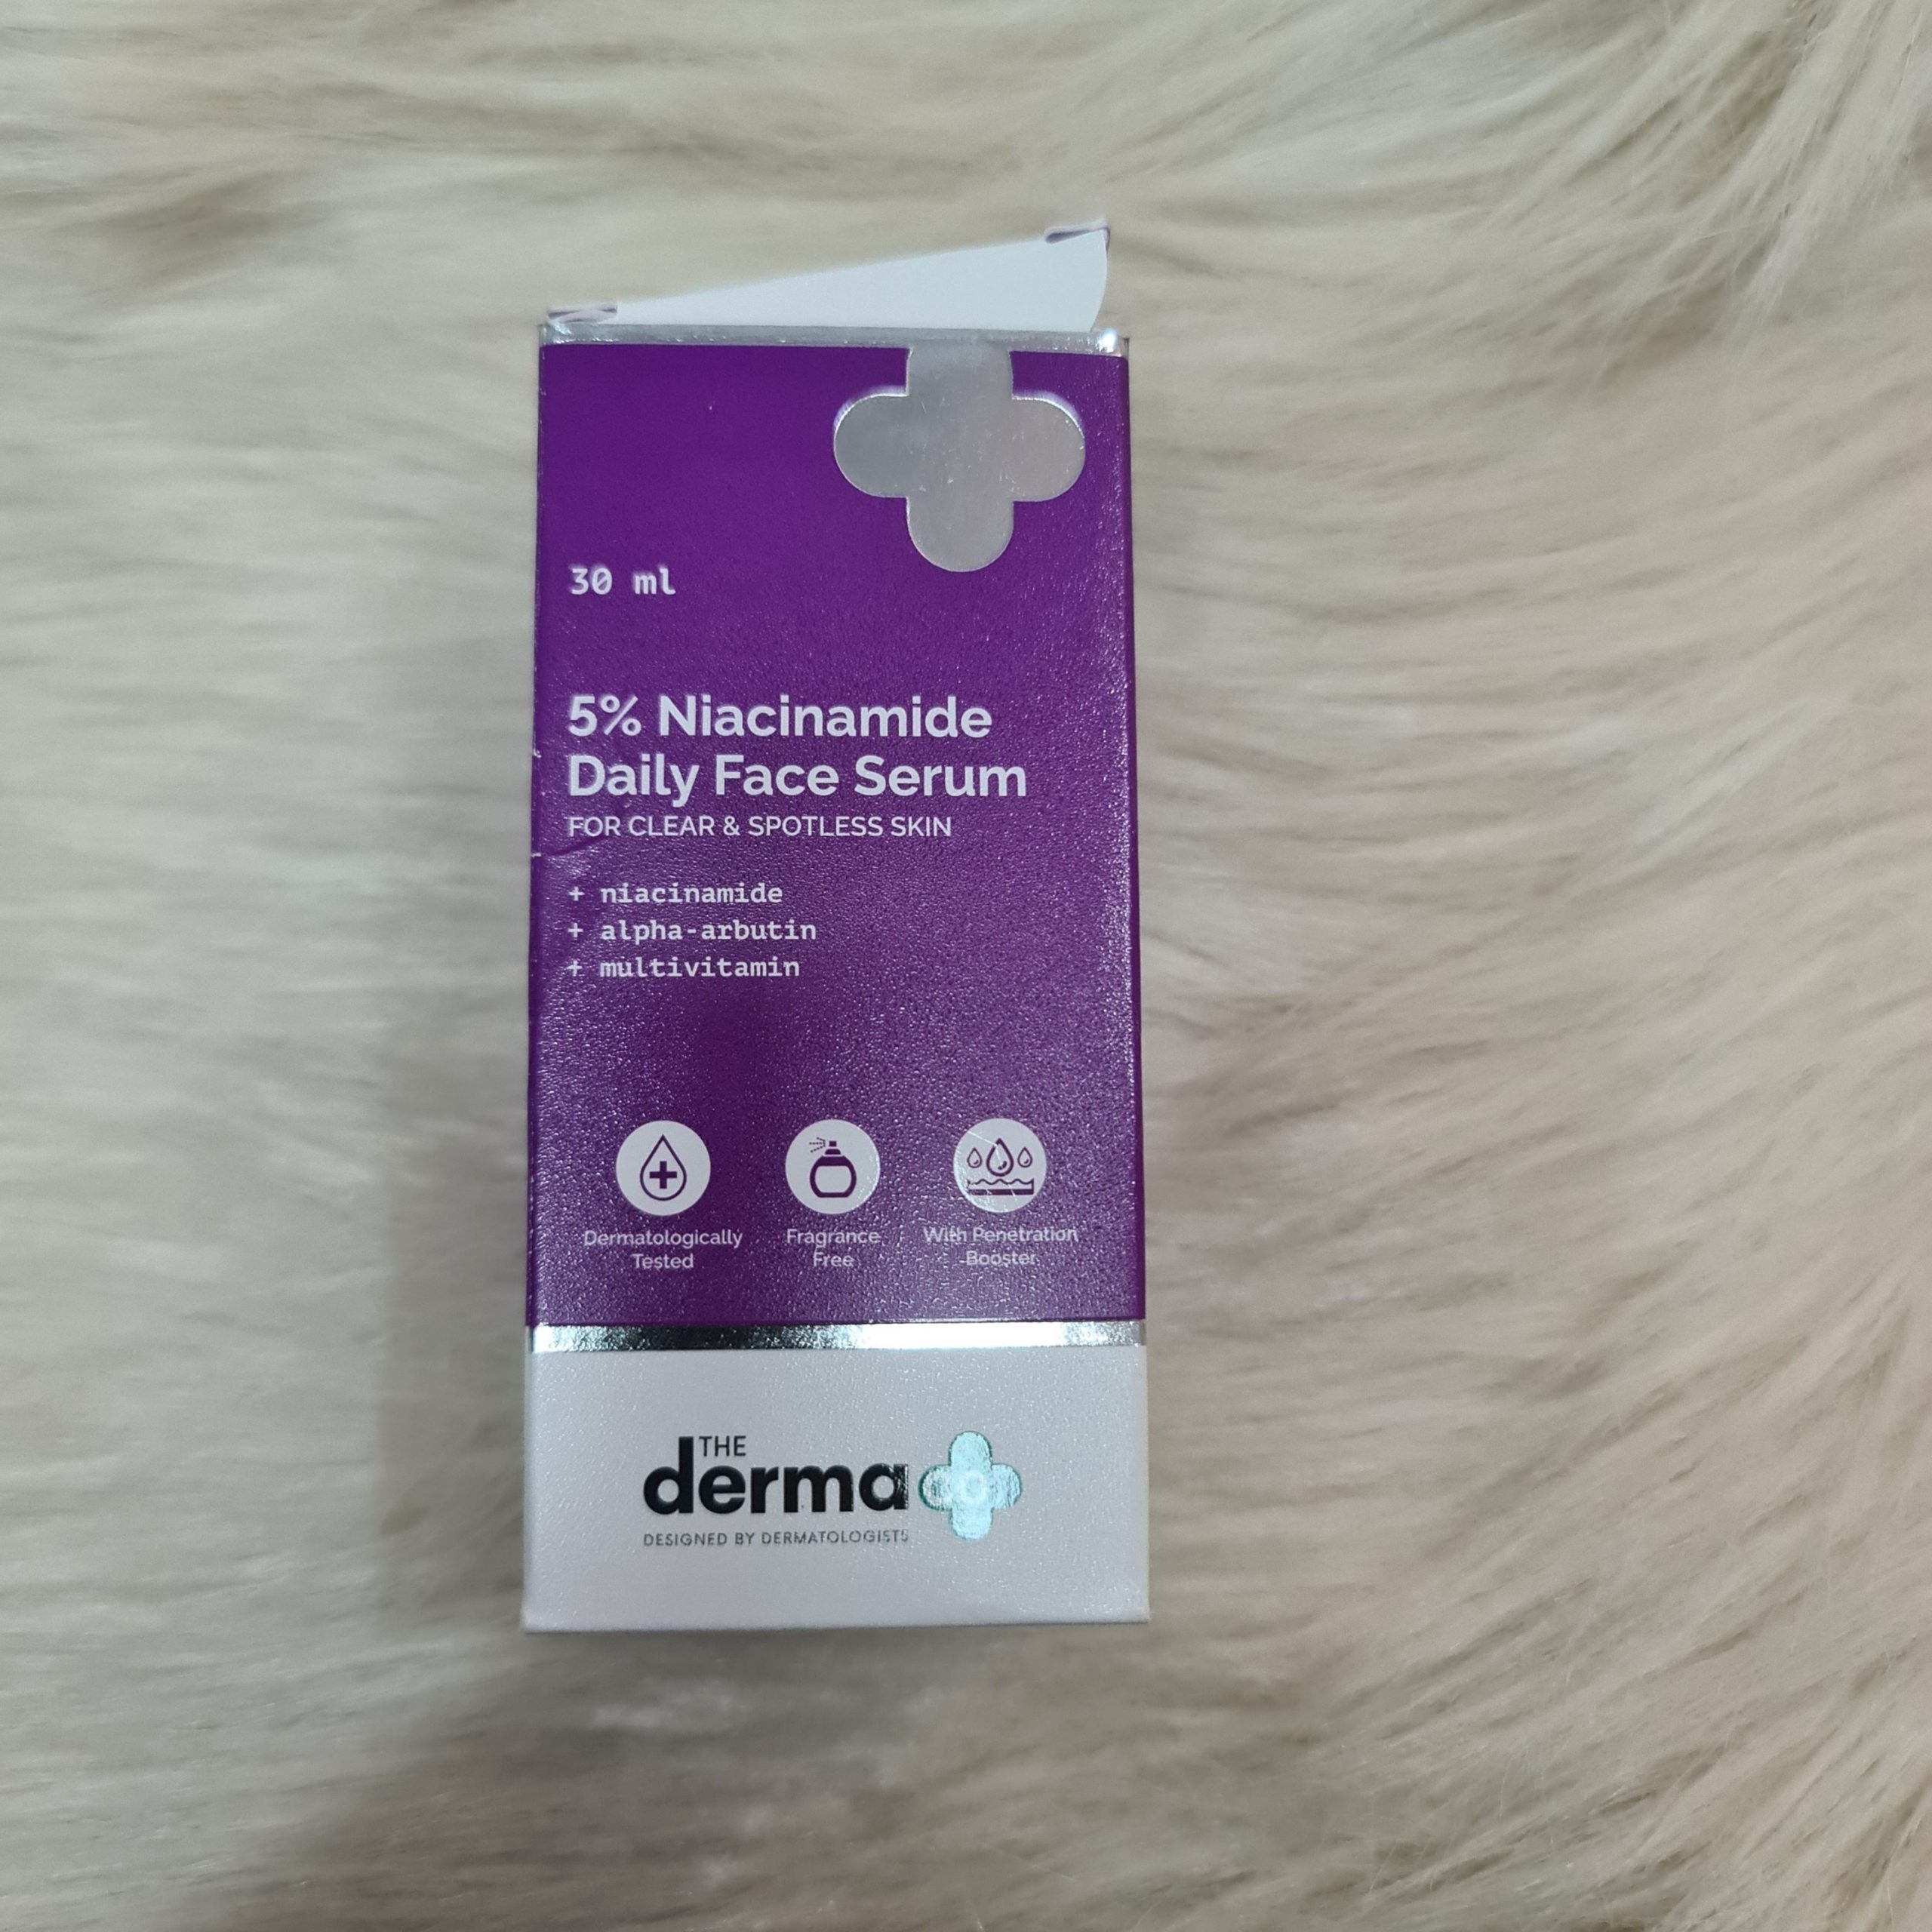 30 ml
5% Niacinamide
Daily Face Serum
FOR CLEAR & SPOTLESS SKIN
+ niacinamide
+ alpha-arbutin
+ multivitamin
Dermatologically
Tested
Fragrance
Free
With Penetration
Booster
THE
derma co
DESIGNED BY DERMATOLOGISTS